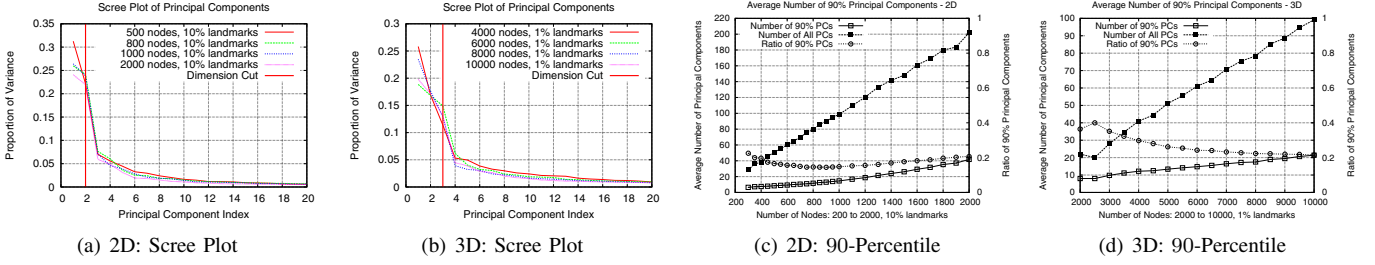 Scree Plot of Principal Components
Proportion of Variance
0.35
0.3
0.25
0.2
0.15
0.1
0.05
0
500 nodes, 10% landmarks
800 nodes, 10% landmarks
1000 nodes, 10% landmarks
2000 nodes, 10% landmarks
Dimension Cut
0 2 4 6 8 10 12 14 16 18 20
Principal Component Index
(a) 2D: Scree Plot
Scree Plot of Principal Components
Proportion of Variance
0.3
0.25
0.2
0.15
0.1
0.05
0
4000 nodes, 1% landmarks
6000 nodes, 1% landmarks
8000 nodes, 1% landmarks
10000 nodes, 1% landmarks
Dimension Cut
0 2 4 6 8 10 12 14 16 18 20
Principal Component Index
(b) 3D: Scree Plot
Average Number of 90% Principal Components - 2D
Average Number of Principal Components
220
200
180
160
140
120
100
80
60
40
20
0
Number of 90% PCs
Number of All PCs
Ratio of 90% PCs
1
0.8
0.6
0.4
0.2
0
Ratio of 90% Principal Components
200 400 600 800 1000 1200 1400 1600 1800 2000
Number of Nodes: 200 to 2000, 10% landmarks
(c) 2D: 90-Percentile
Average Number of 90% Principal Components - 3D
Average Number of Principal Components
100
90
80
70
60
50
40
30
20
10
0
Number of 90% PCs
Number of All PCs
Ratio of 90% PCs
1
0.8
0.6
0.4
0.2
0
Ratio of 90% Principal Components
2000 3000 4000 5000 6000 7000 8000 9000 10000
Number of Nodes: 2000 to 10000, 1% landmarks
(d) 3D: 90-Percentile